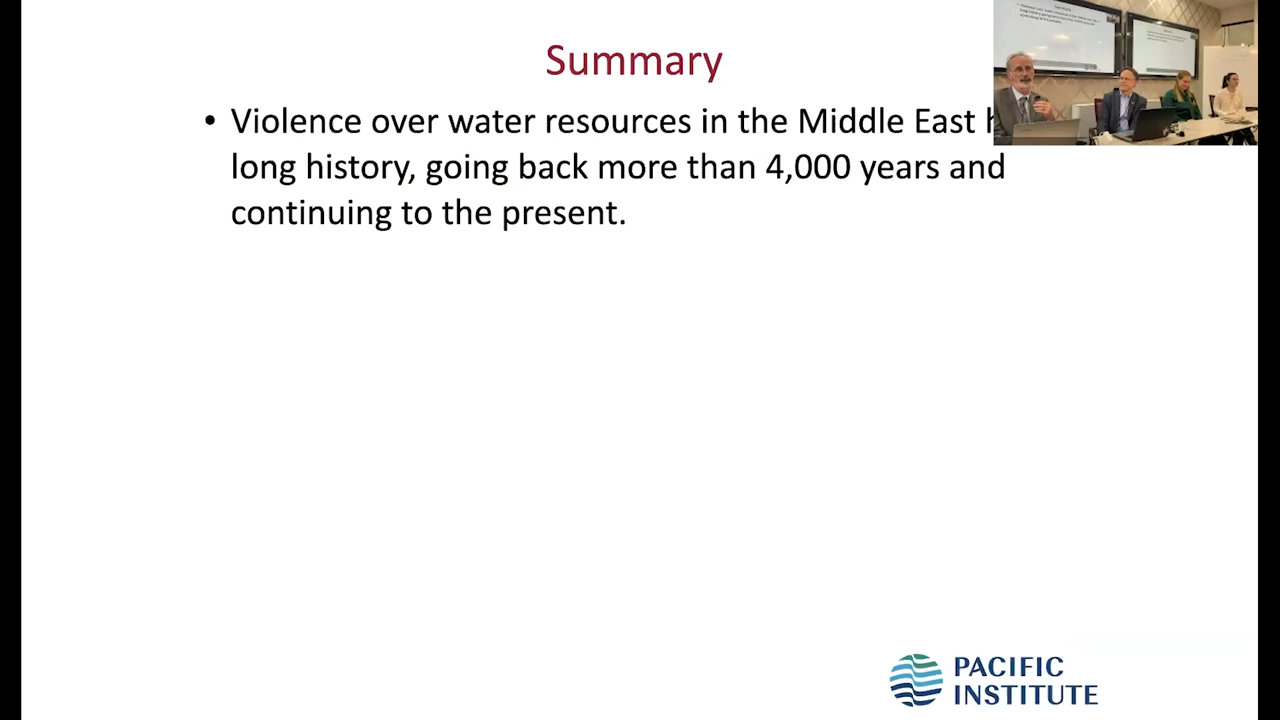 Summary
• Violence over water resources in the Middle East
long history, going back more than 4,000 years and
continuing to the present.
PACIFIC
INSTITUTE